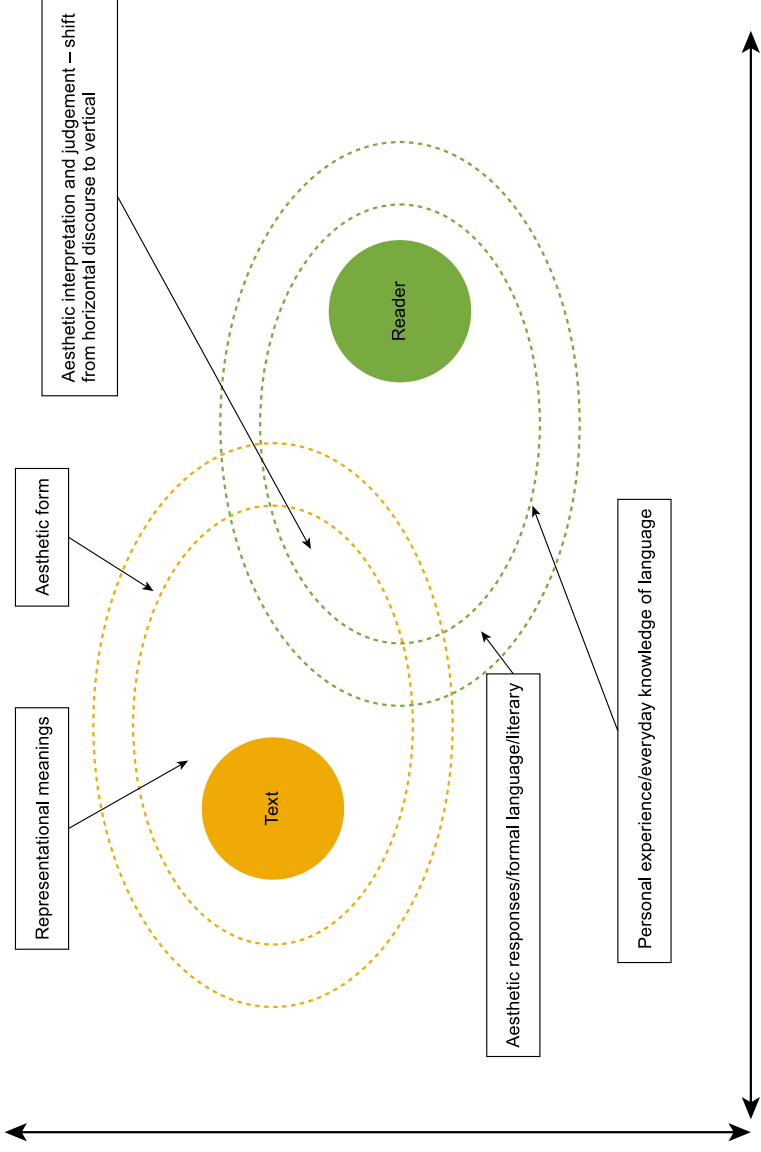 Representational meanings
Aesthetic form
Aesthetic interpretation and judgement – shift
from horizontal discourse to vertical
Text
Reader
Aesthetic responses/formal language/literary
Personal experience/everyday knowledge of language